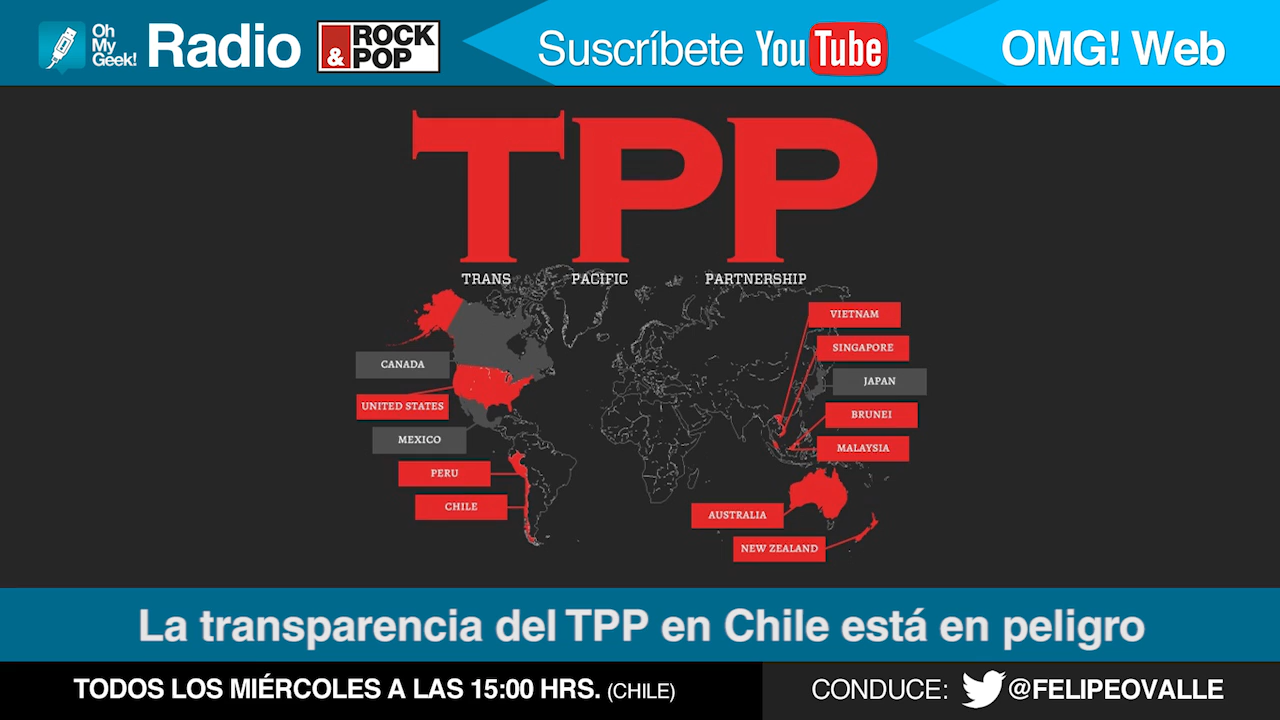 Oh
My
Geek!
Radio
ROCK
& POP
Suscríbete YouTube
OMG! Web
TPP
TRANS PACIFIC PARTNERSHIP
CANADA
UNITED STATES
MEXICO
PERU
CHILE
VIETNAM
SINGAPORE
JAPAN
BRUNEI
MALAYSIA
AUSTRALIA
NEW ZEALAND
La transparencia del TPP en Chile está en peligro
TODOS LOS MIÉRCOLES A LAS 15:00 HRS. (CHILE)
CONDUCE: @FELIPEOVALLE